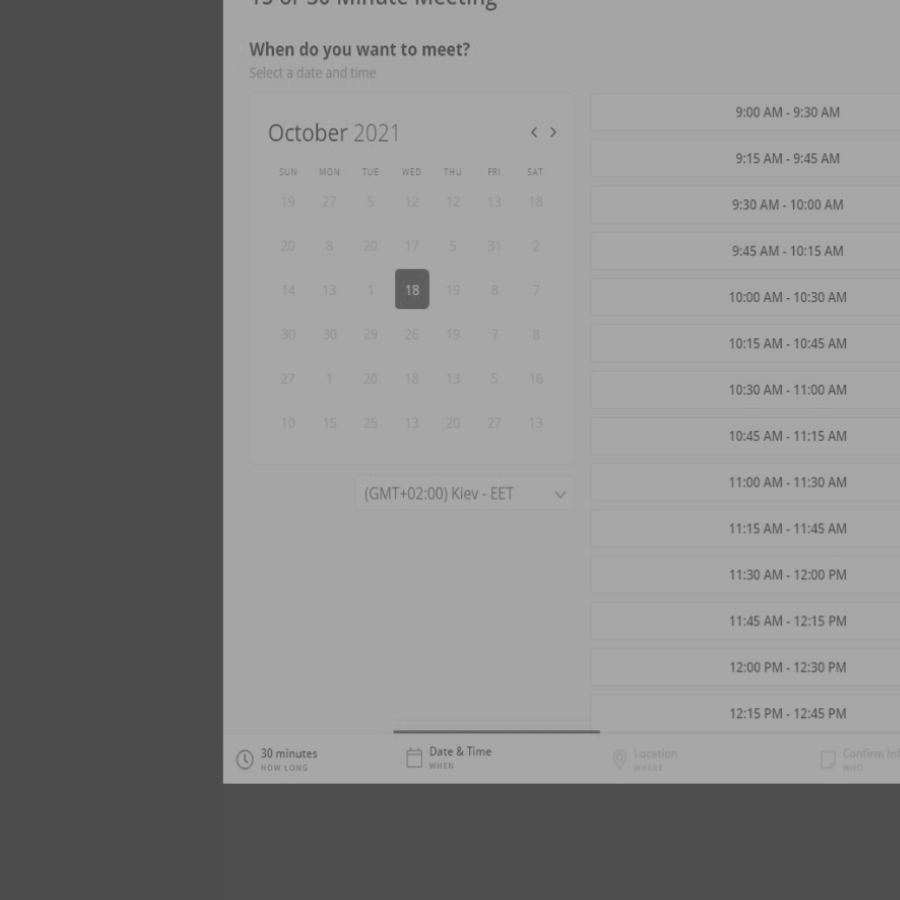 15 or 30 Minute Meeting
When do you want to meet?
Select a date and time
October 2021
SUN MON TUE WED THU FRI SAT
19 27 5 12 12 13 18
20 8 20 17 5 31 2
14 13 1 18 19 8 7
30 30 29 26 19 7 8
27 1 20 18 13 5 16
10 15 25 13 20 27 13
(GMT+02:00) Kiev - EET
9:00 AM - 9:30 AM
9:15 AM - 9:45 AM
9:30 AM - 10:00 AM
9:45 AM - 10:15 AM
10:00 AM - 10:30 AM
10:15 AM - 10:45 AM
10:30 AM - 11:00 AM
10:45 AM - 11:15 AM
11:00 AM - 11:30 AM
11:15 AM - 11:45 AM
11:30 AM - 12:00 PM
11:45 AM - 12:15 PM
12:00 PM - 12:30 PM
12:15 PM - 12:45 PM
30 minutes
HOW LONG
Date & Time
WHEN
Location
WHERE
Confirm
WHO